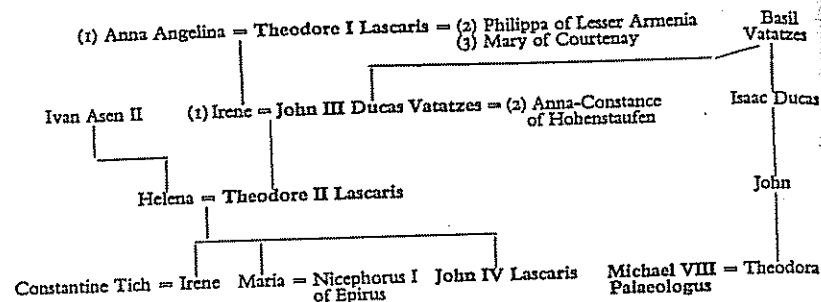 (1) Anna Angelina = Theodore I Lascaris = (2) Philippa of Lesser Armenia
(3) Mary of Courtenay
Basil
Vatatzes
Ivan Asen II
(1) Irene = John III Ducas Vatatzes = (2) Anna-Constance
of Hohenstaufen
Isaac Ducas
Helena = Theodore II Lascaris
John
Constantine Tich = Irene
Maria = Nicephorus I
of Epirus
John IV Lascaris
Michael VIII = Theodora
Palaeologus